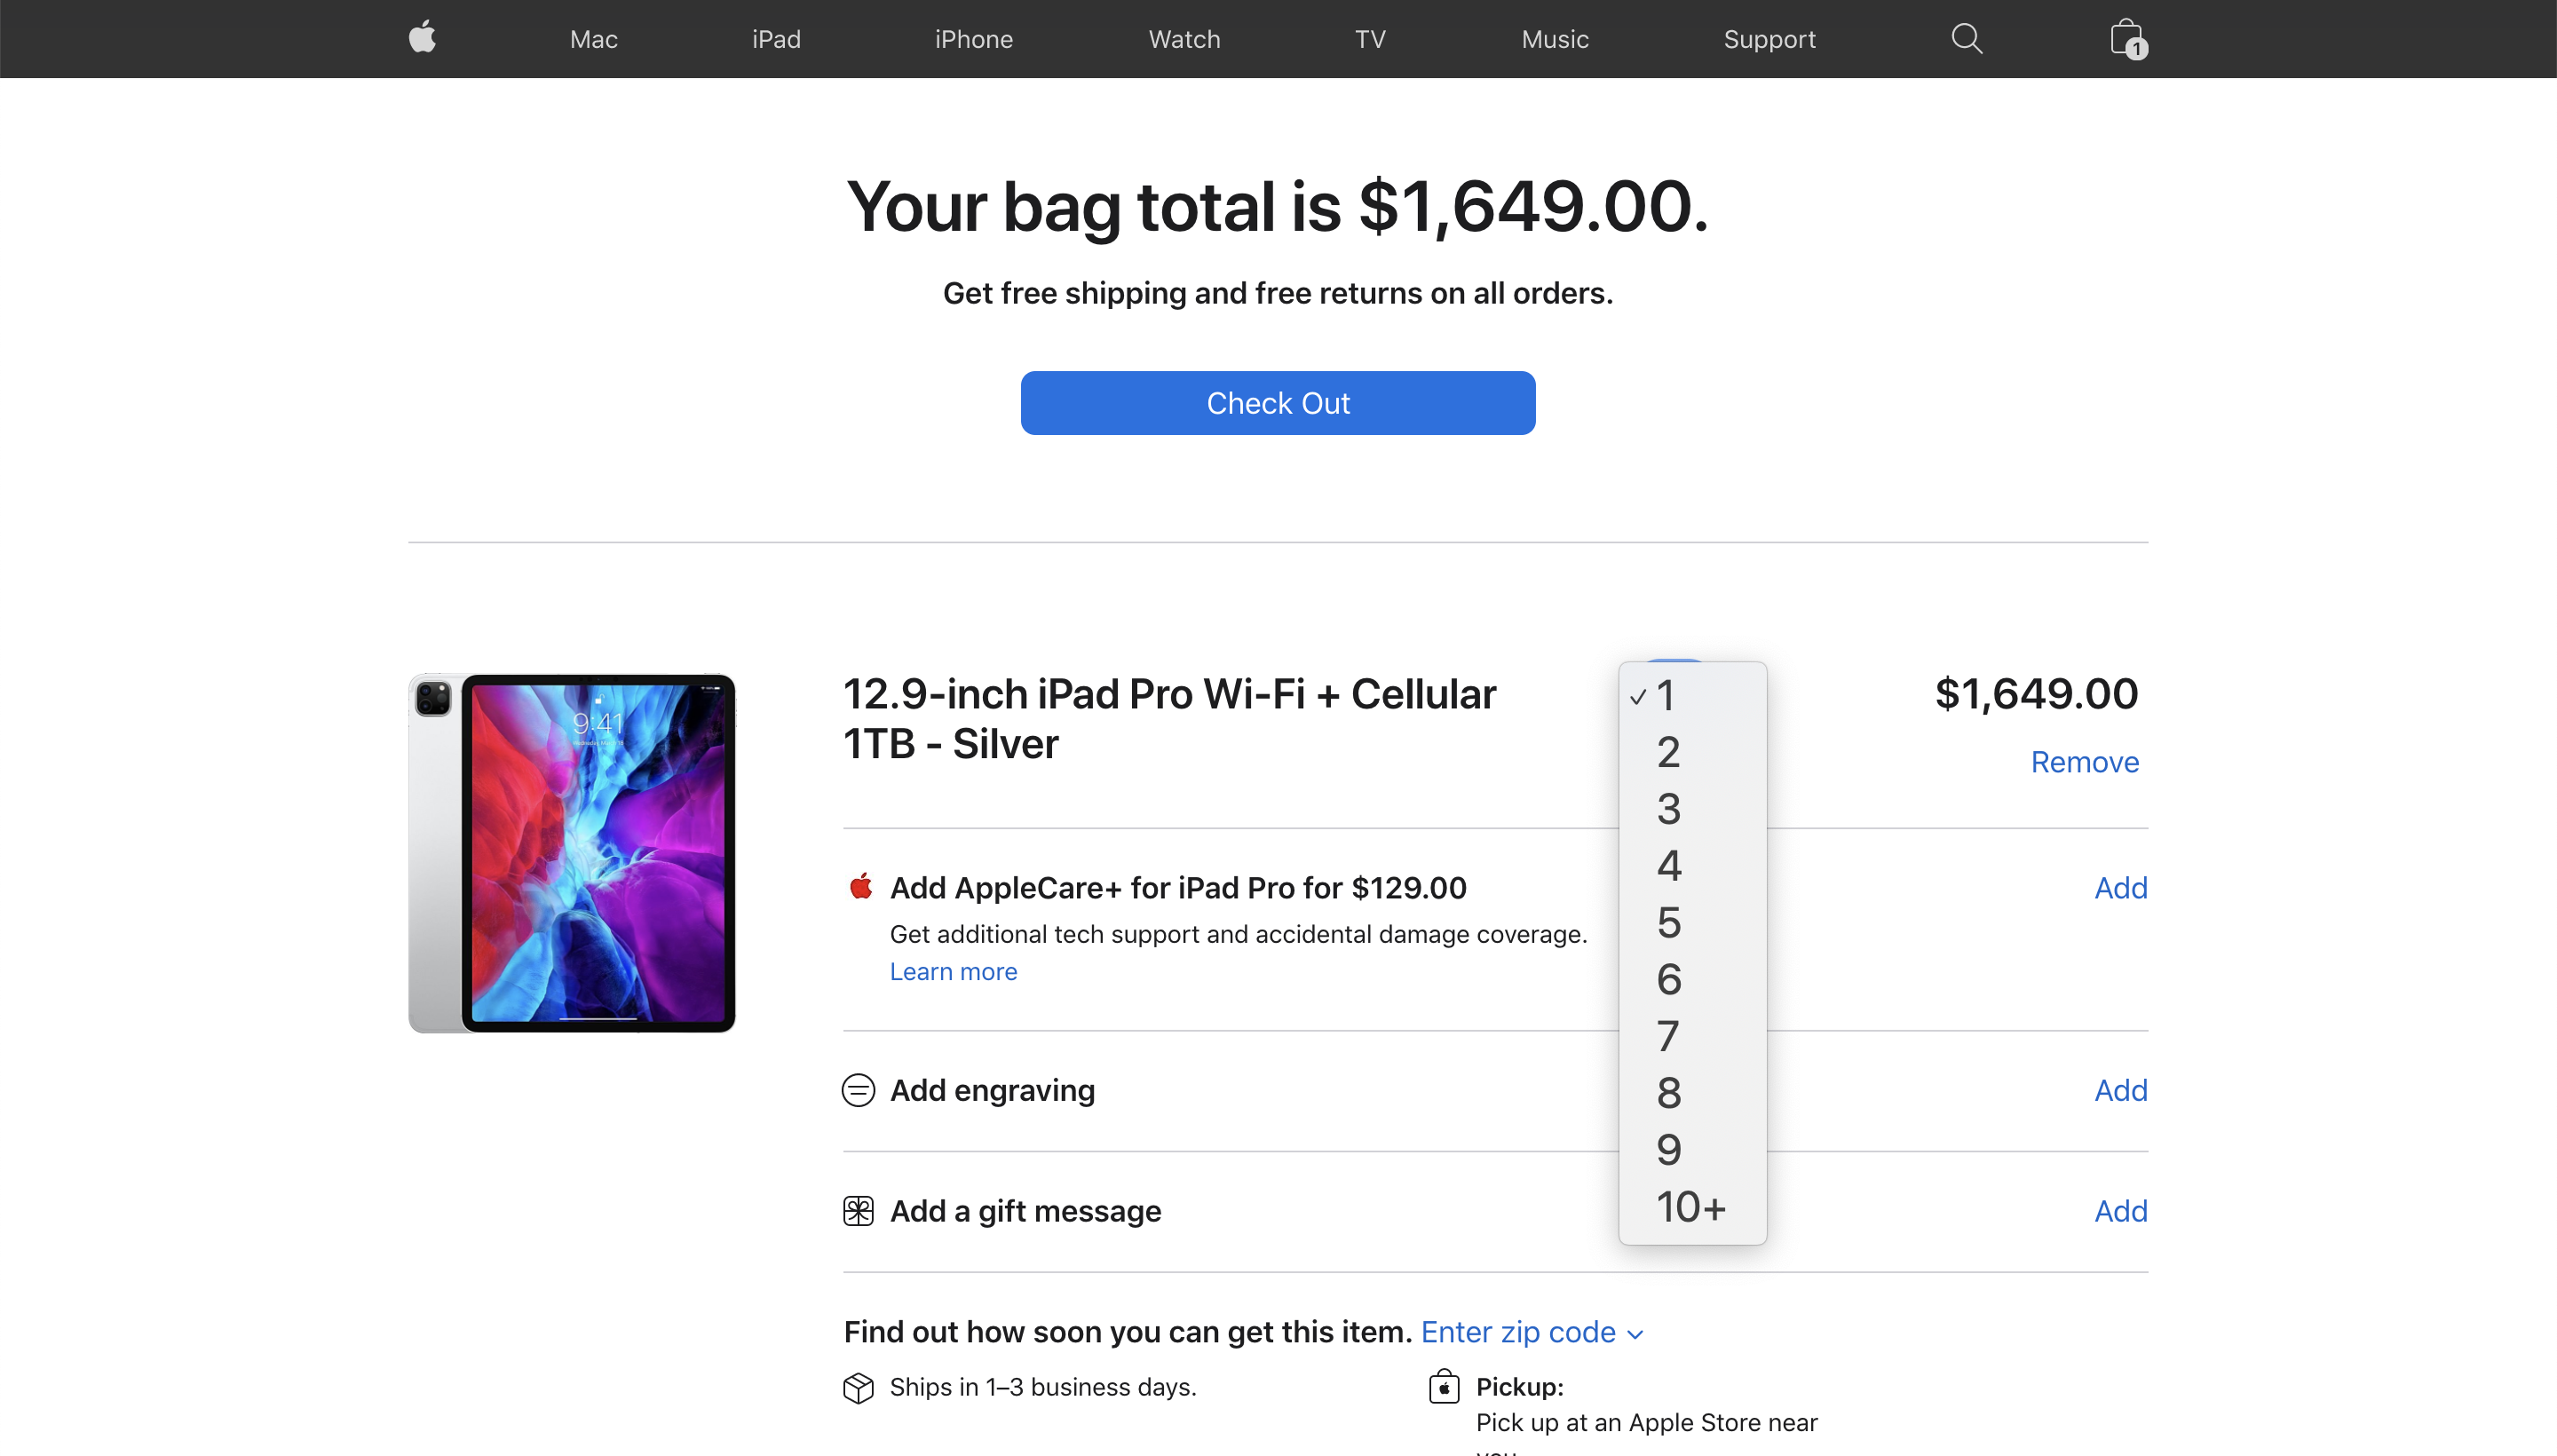 Mac iPad iPhone Watch TV Music Support 1
Your bag total is $1,649.00.
Get free shipping and free returns on all orders.
Check Out
12.9-inch iPad Pro Wi-Fi + Cellular
1TB - Silver
9:41
✓ 1
2
3
4
5
6
7
8
9
10+
$1,649.00
Remove
Add AppleCare+ for iPad Pro for $129.00
Get additional tech support and accidental damage coverage.
Learn more
Add
Add engraving
Add
Add a gift message
Add
Find out how soon you can get this item. Enter zip code
Ships in 1–3 business days.
Pickup:
Pick up at an Apple Store near